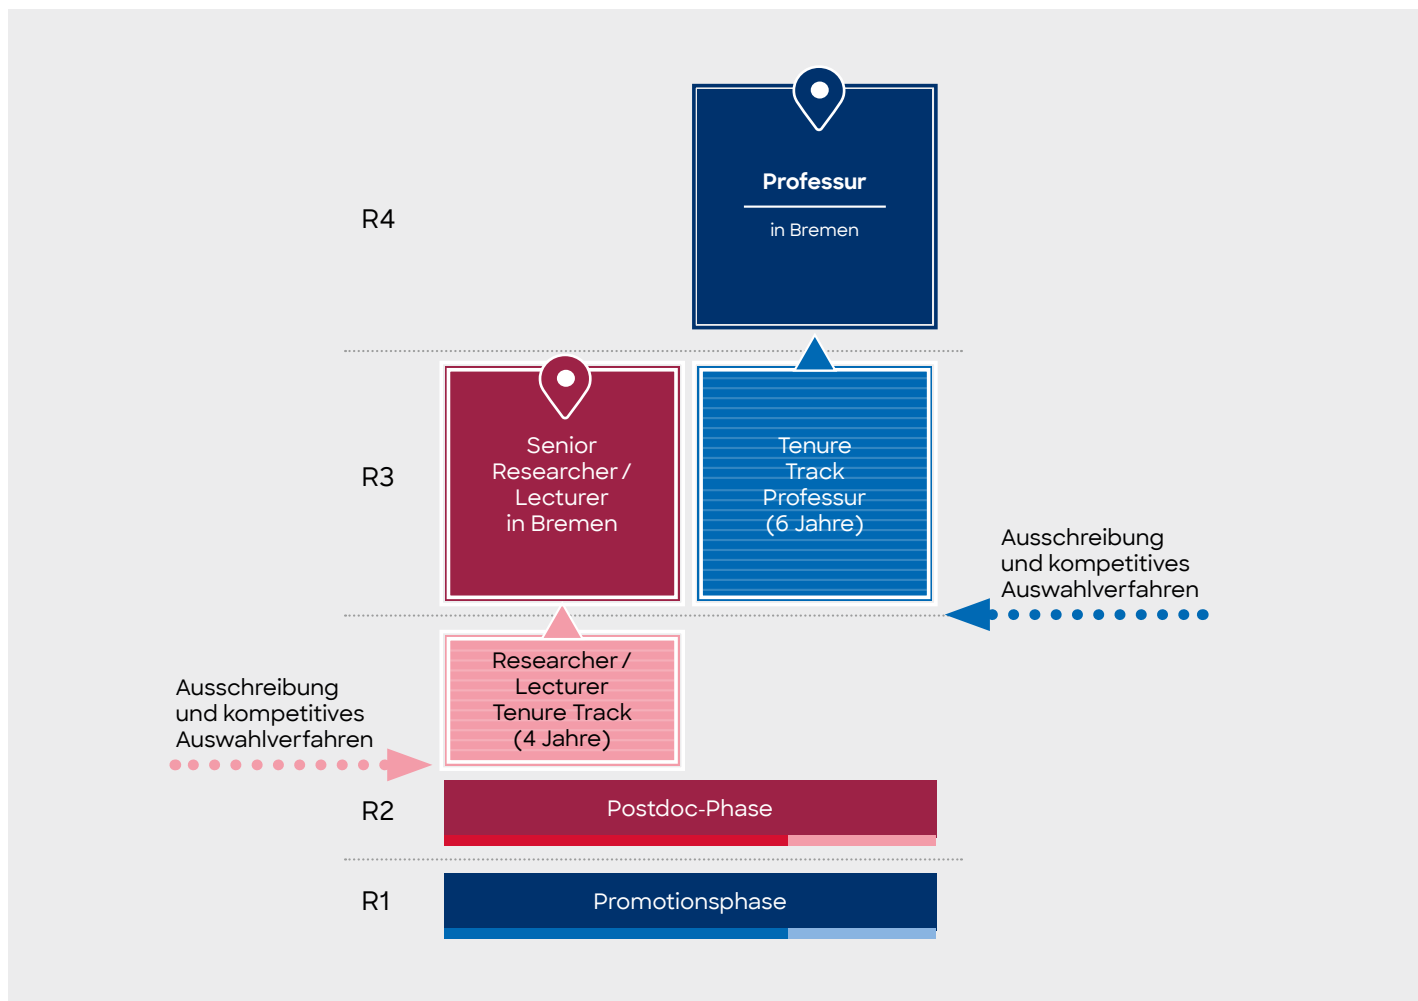 R4
Professur
in Bremen
R3
Senior
Researcher /
Lecturer
in Bremen
Tenure
Track
Professur
(6 Jahre)
Ausschreibung
und kompetitives
Auswahlverfahren
Researcher /
Lecturer
Tenure Track
(4 Jahre)
Ausschreibung
und kompetitives
Auswahlverfahren
R2
Postdoc-Phase
R1
Promotionsphase